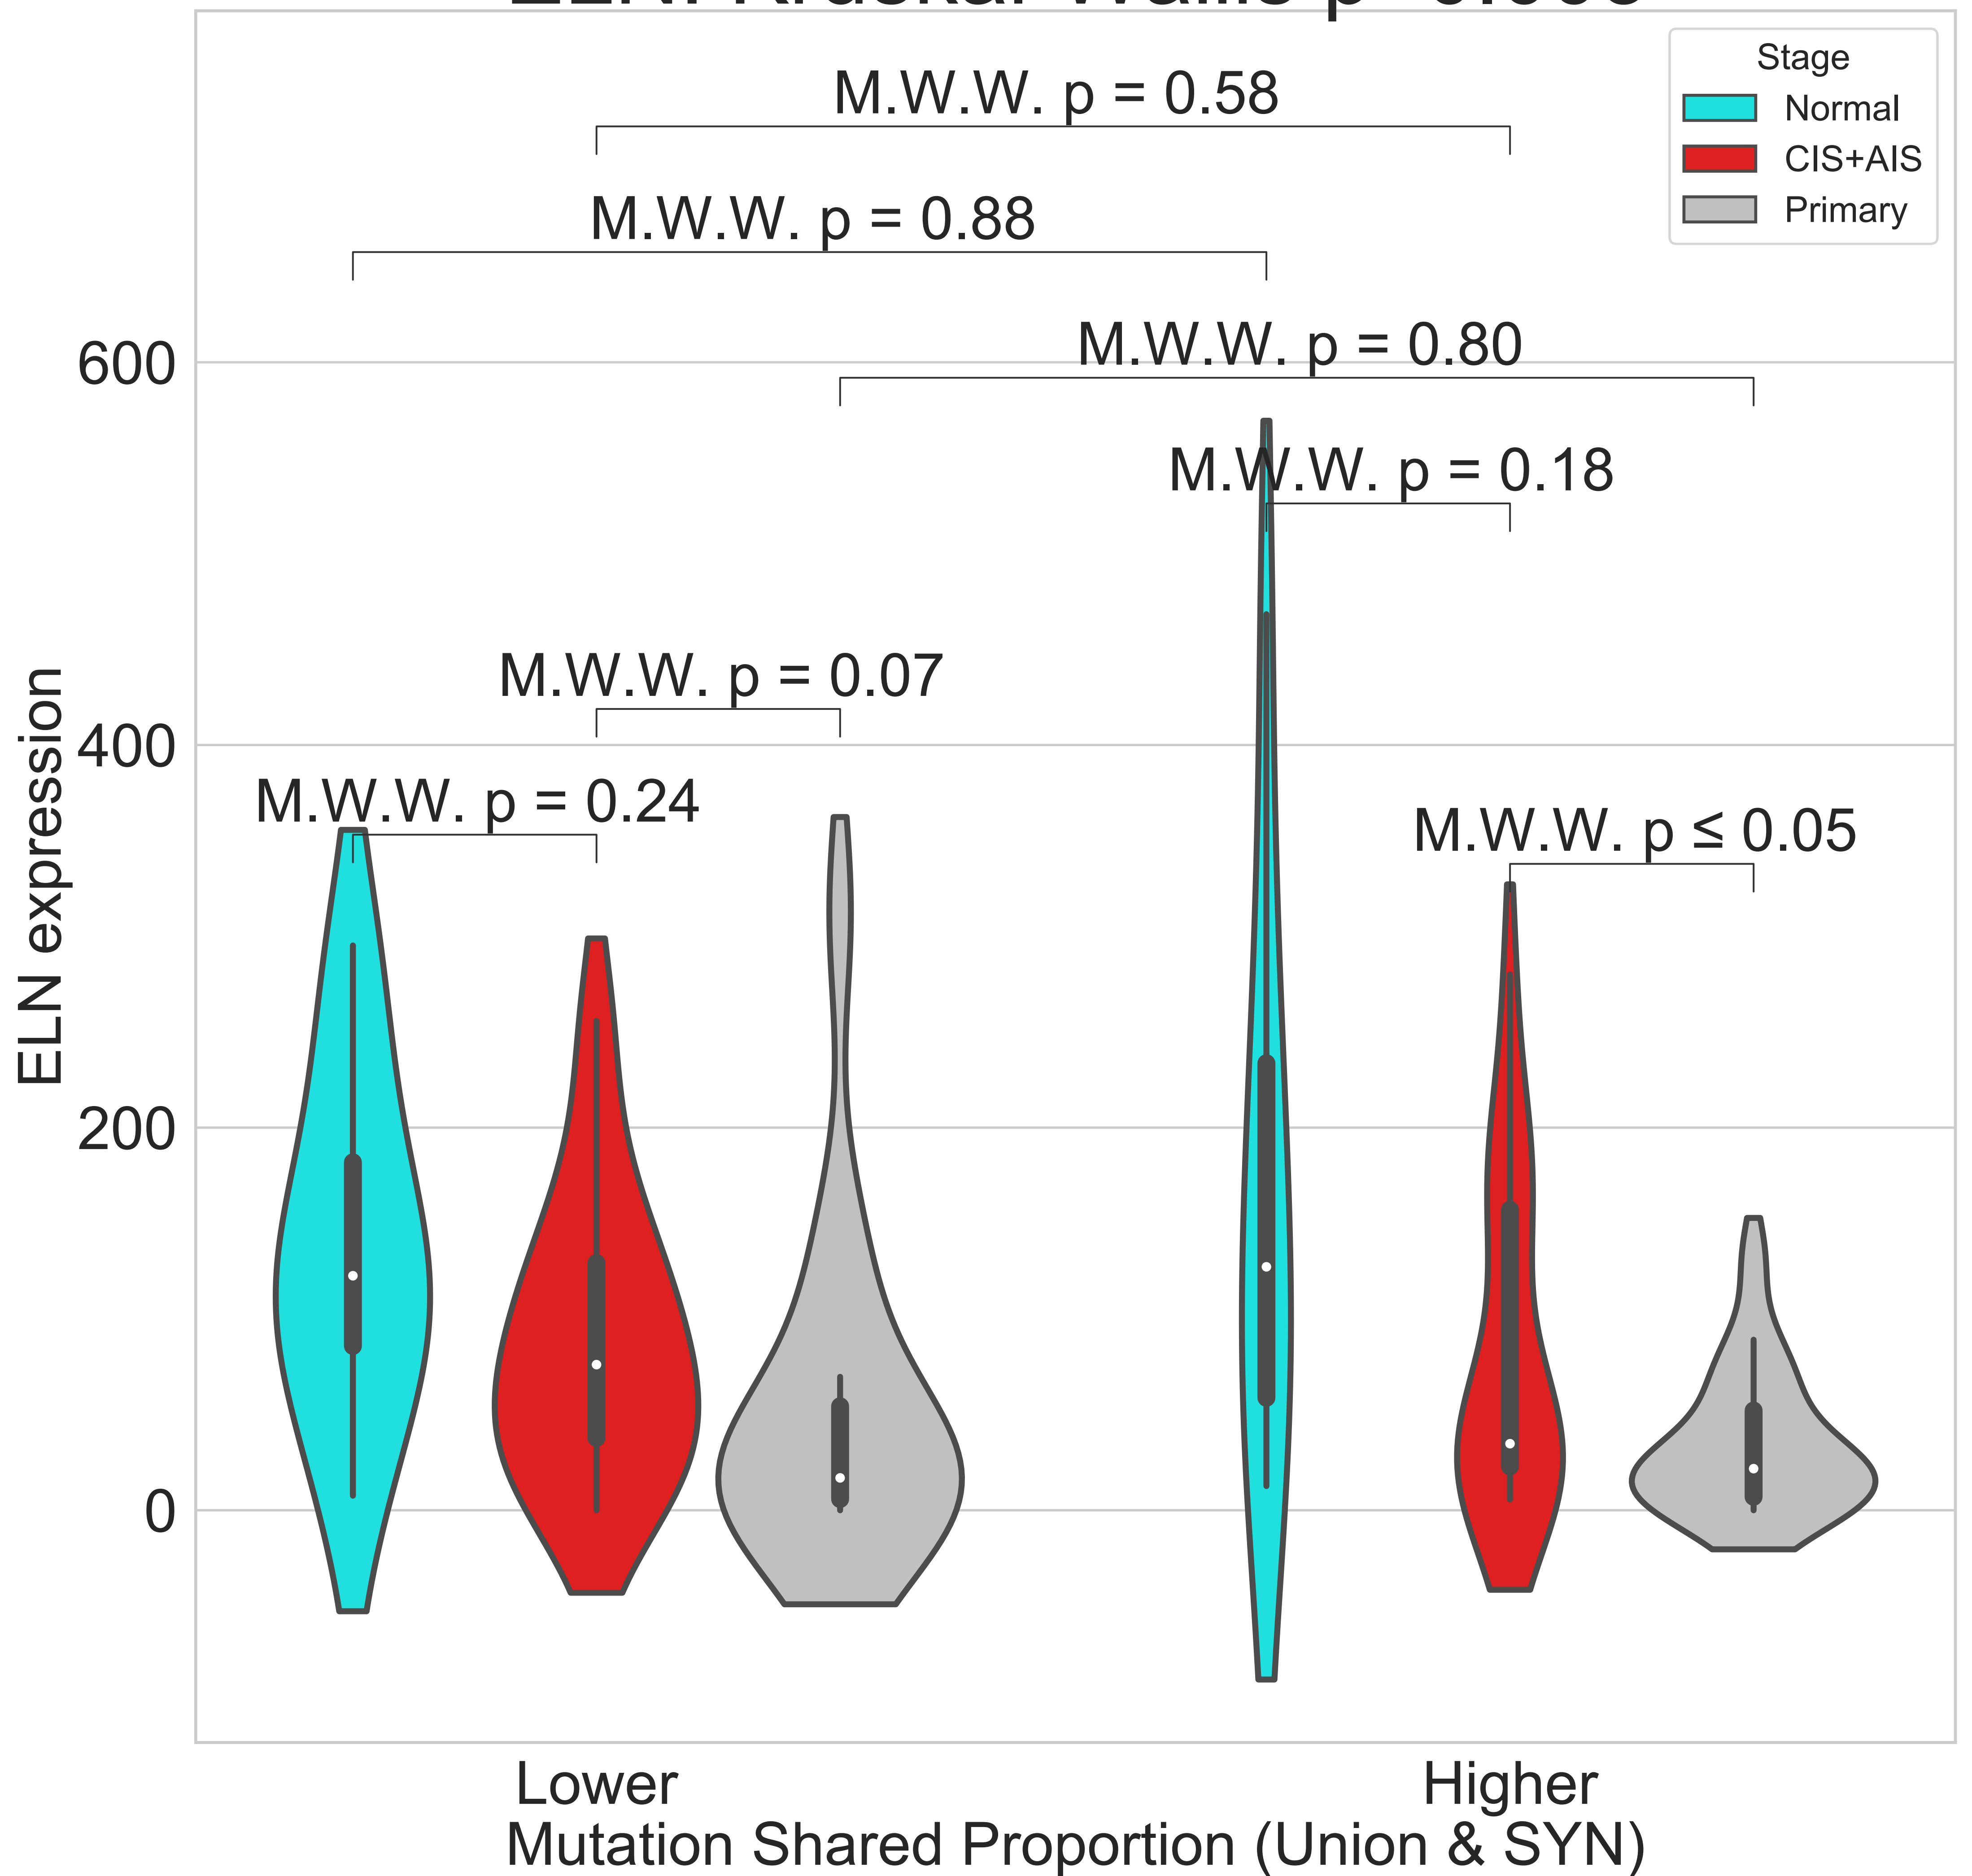 Stage
Normal
CIS+AIS
Primary
M.W.W. p = 0.58
M.W.W. p = 0.88
M.W.W. p = 0.80
M.W.W. p = 0.18
M.W.W. p = 0.07
M.W.W. p = 0.24
M.W.W. p ≤ 0.05
600
400
200
0
ELN expression
Lower
Higher
Mutation Shared Proportion (Union & SYN)